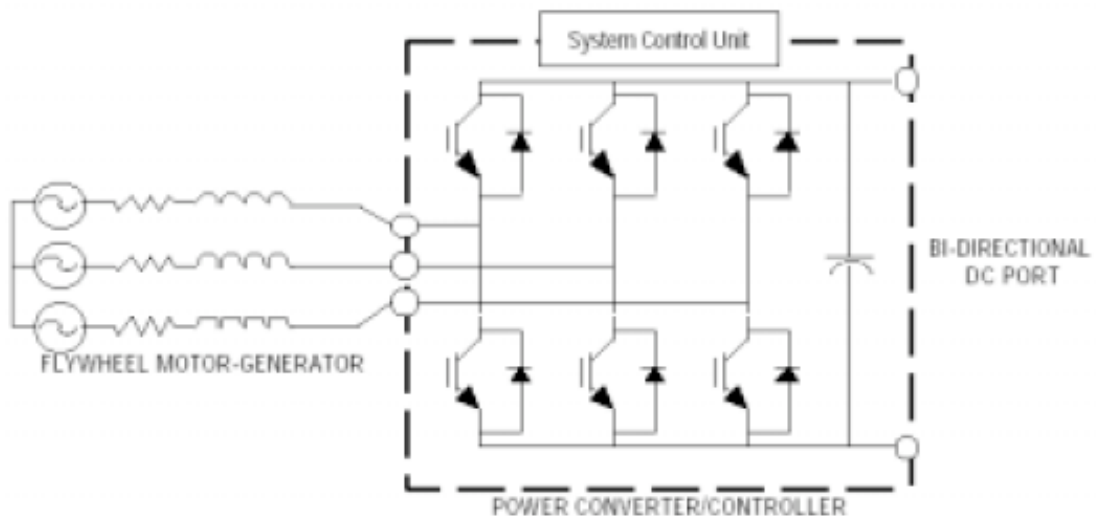 System Control Unit
BI-DIRECTIONAL
DC PORT
FLYWHEEL MOTOR-GENERATOR
POWER CONVERTER/CONTROLLER